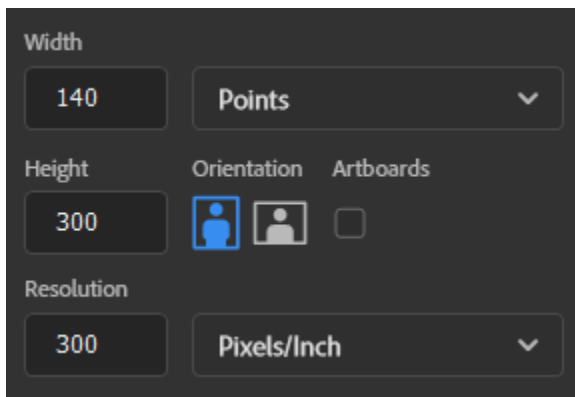 Width
140 Points
Height Orientation Artboards
300
Resolution
300 Pixels/Inch